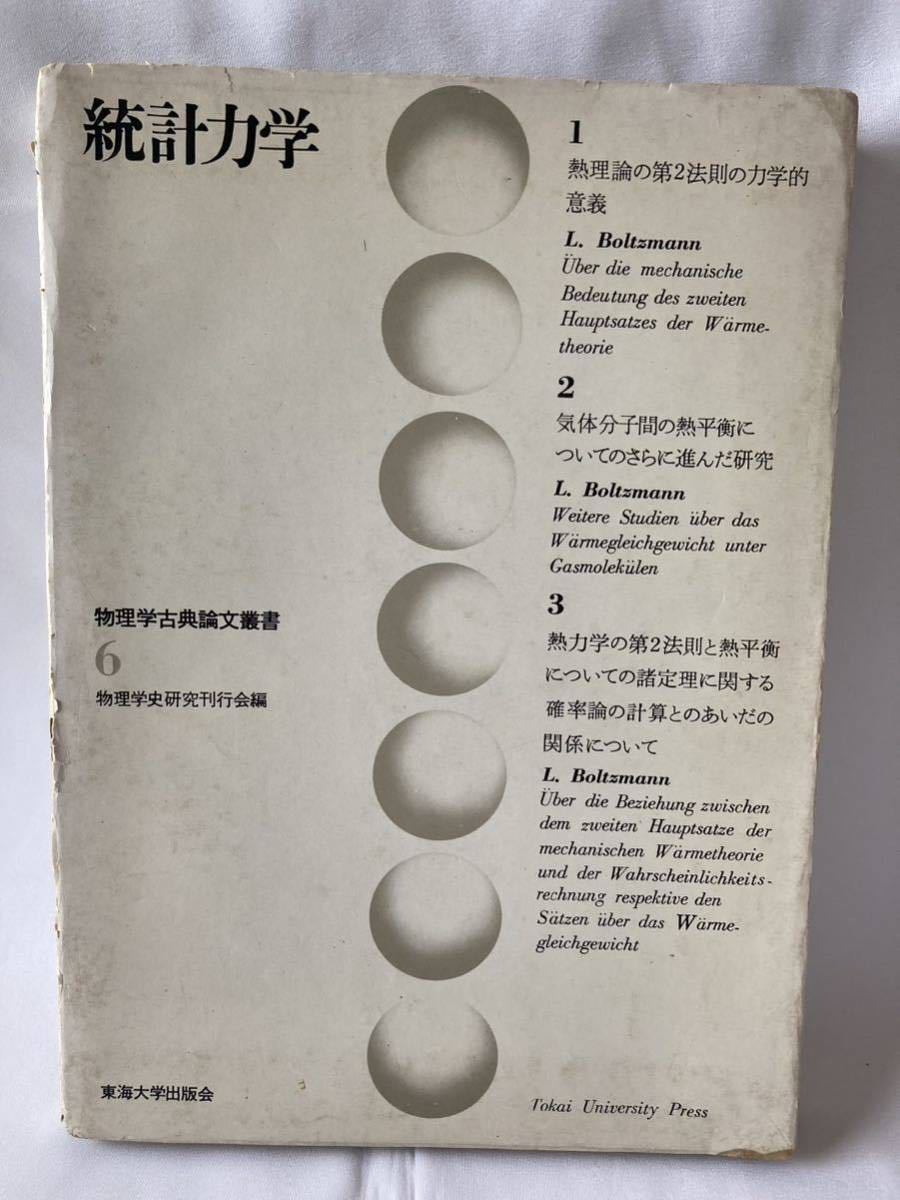 統計力学
物理学古典論文叢書
6
物理学史研究刊行会編
東海大学出版会
1
熱理論の第2法則の力学的
意義
L. Boltzmann
Über die mechanische
Bedeutung des zweiten
Hauptsatzes der Wärme-
theorie
2
気体分子間の熱平衡に
ついてのさらに進んだ研究
L. Boltzmann
Weitere Studien über das
Wärmegleichgewicht unter
Gasmolekülen
3
熱力学の第2法則と熱平衡
についての諸定理に関する
確率論の計算とのあいだの
関係について
L. Boltzmann
Über die Beziehung zwischen
dem zweiten Hauptsatze der
mechanischen Wärmetheorie
und der Wahrscheinlichkeits-
rechnung respektive den
Sätzen über das Wärme-
gleichgewicht
Tokai University Press